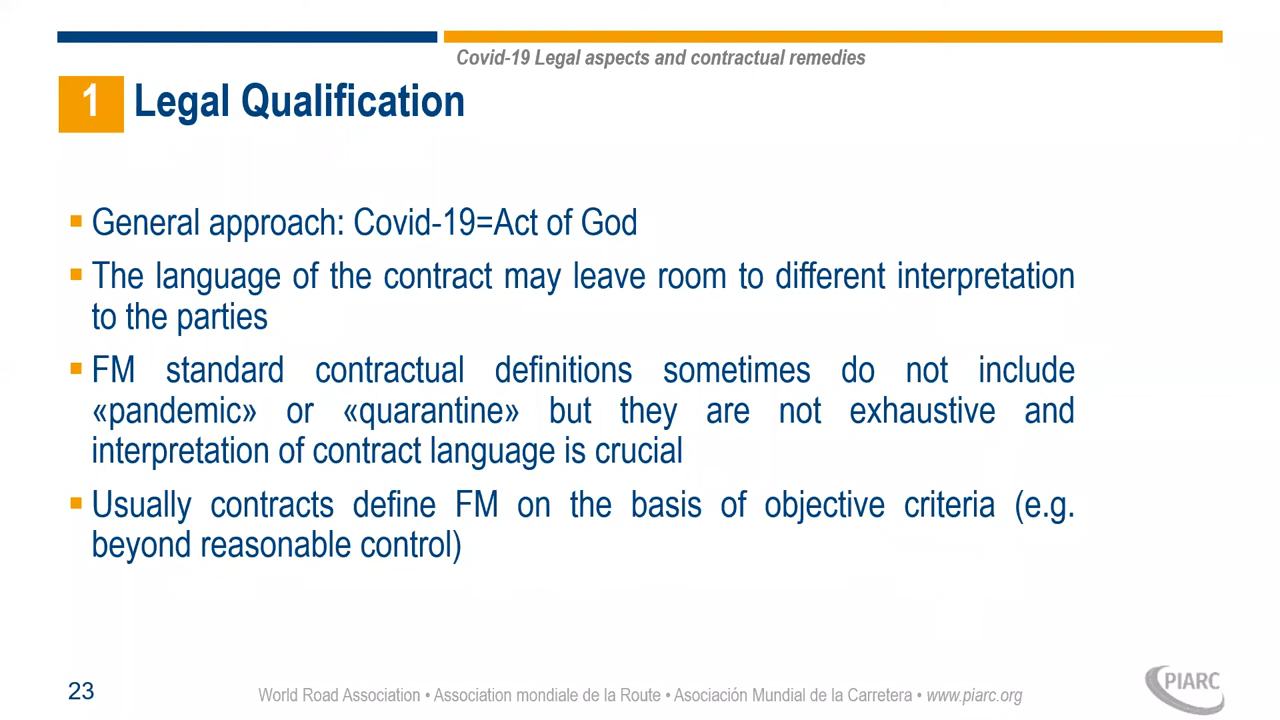 Covid-19 Legal aspects and contractual remedies
1 Legal Qualification
▪ General approach: Covid-19=Act of God
▪ The language of the contract may leave room to different interpretation
to the parties
▪ FM standard contractual definitions sometimes do not include
«pandemic» or «quarantine» but they are not exhaustive and
interpretation of contract language is crucial
▪ Usually contracts define FM on the basis of objective criteria (e.g.
beyond reasonable control)
23
World Road Association • Association mondiale de la Route • Asociación Mundial de la Carretera • www.piarc.org
PIARC